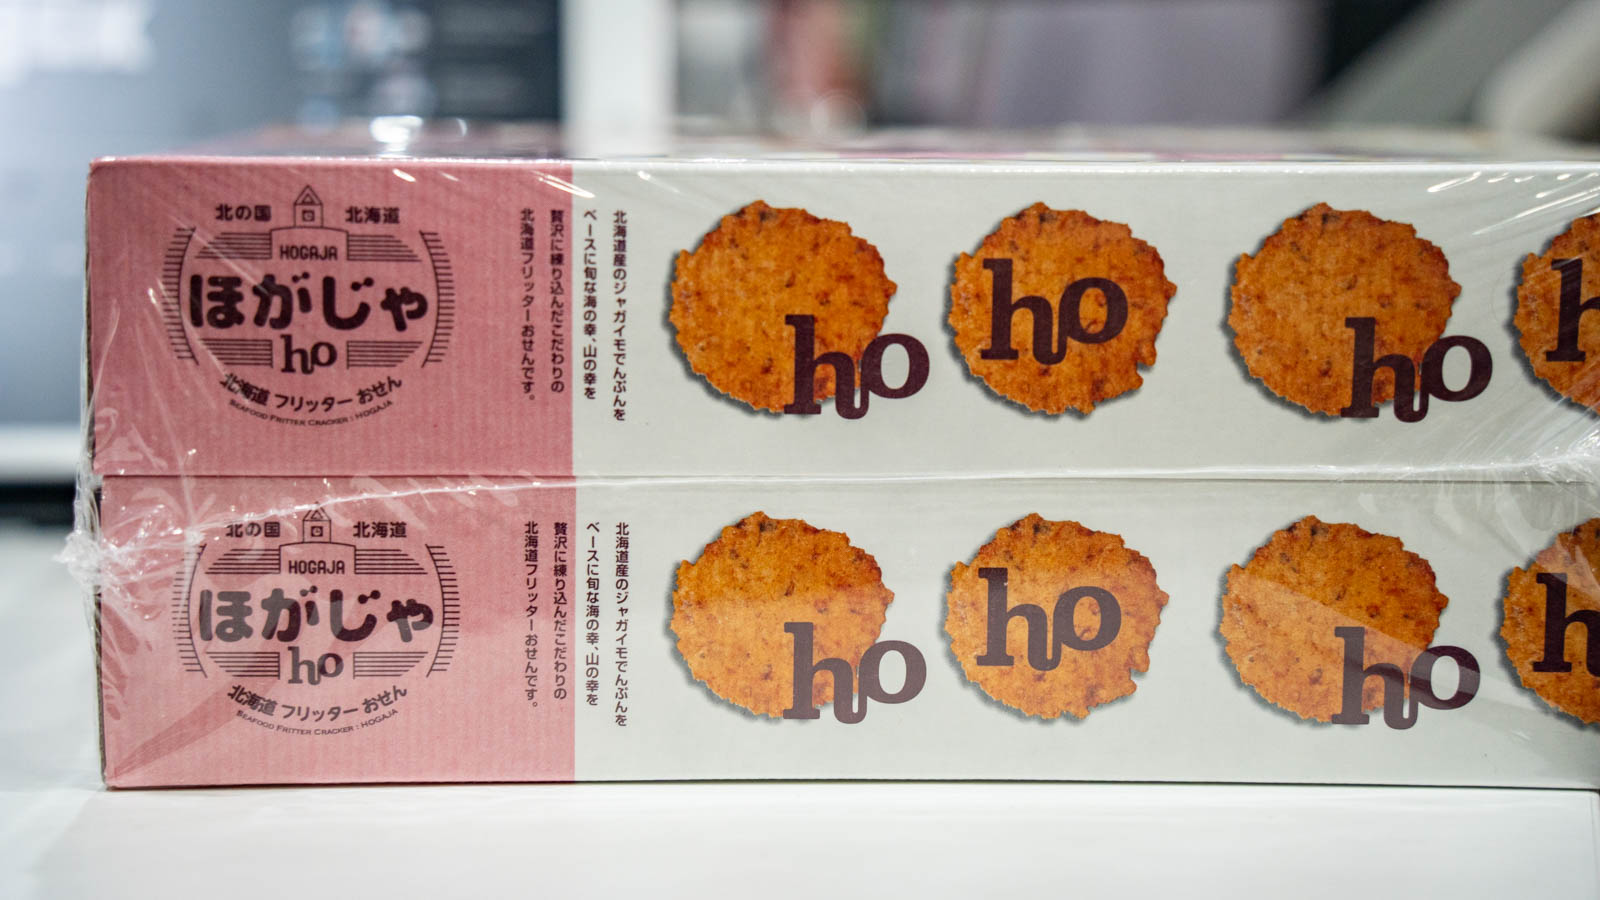 北の国 北海道
HOGAJA
ほがじゃ
ho
北海道 フリッター おせん
SEAFOOD FRITTER CRACKER : HOGAJA
北海道産のジャガイモでんぷんを
ベースに旬な海の幸、山の幸を
贅沢に練り込んだこだわりの
北海道フリッターおせんです。
ho
ho
ho
h
北の国 北海道
HOGAJA
ほがじゃ
ho
北海道 フリッター おせん
SEAFOOD FRITTER CRACKER : HOGAJA
北海道産のジャガイモでんぷんを
ベースに旬な海の幸、山の幸を
贅沢に練り込んだこだわりの
北海道フリッターおせんです。
ho
ho
ho
h